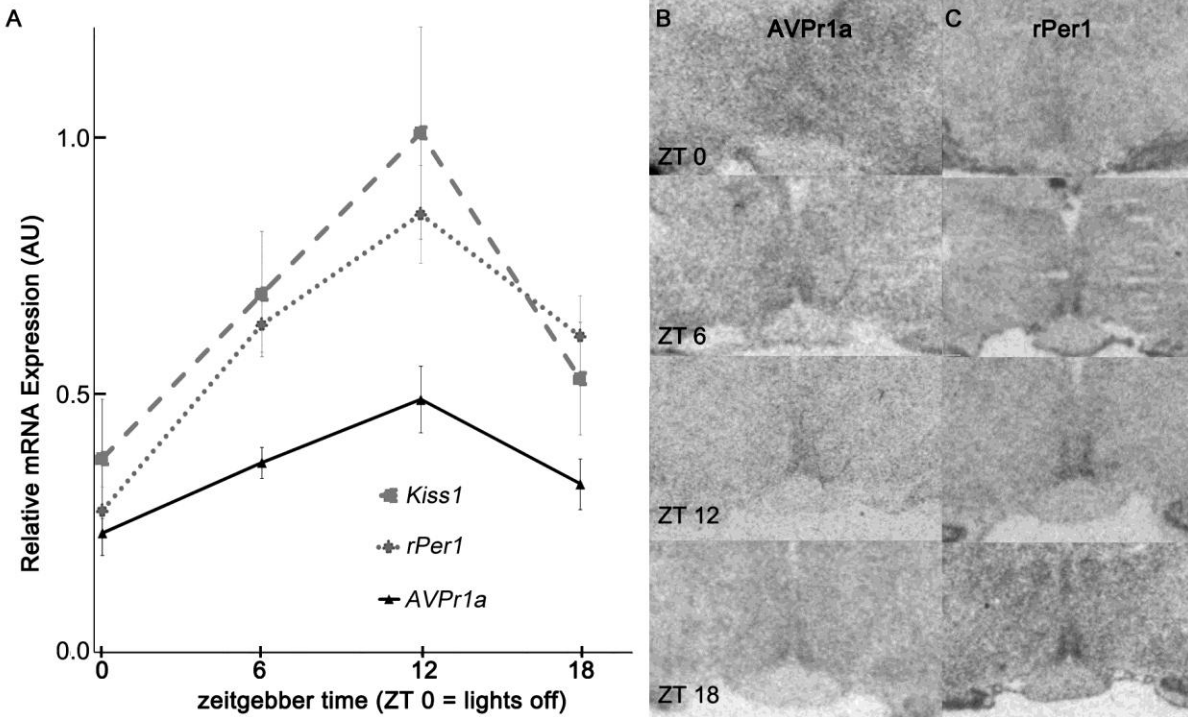 A
Relative mRNA Expression (AU)
1.0
0.5
0.0
0
6
12
18
zeitgebber time (ZT 0 = lights off)
Kiss1
rPer1
AVPr1a
B
AVPr1a
C
rPer1
ZT 0
ZT 6
ZT 12
ZT 18